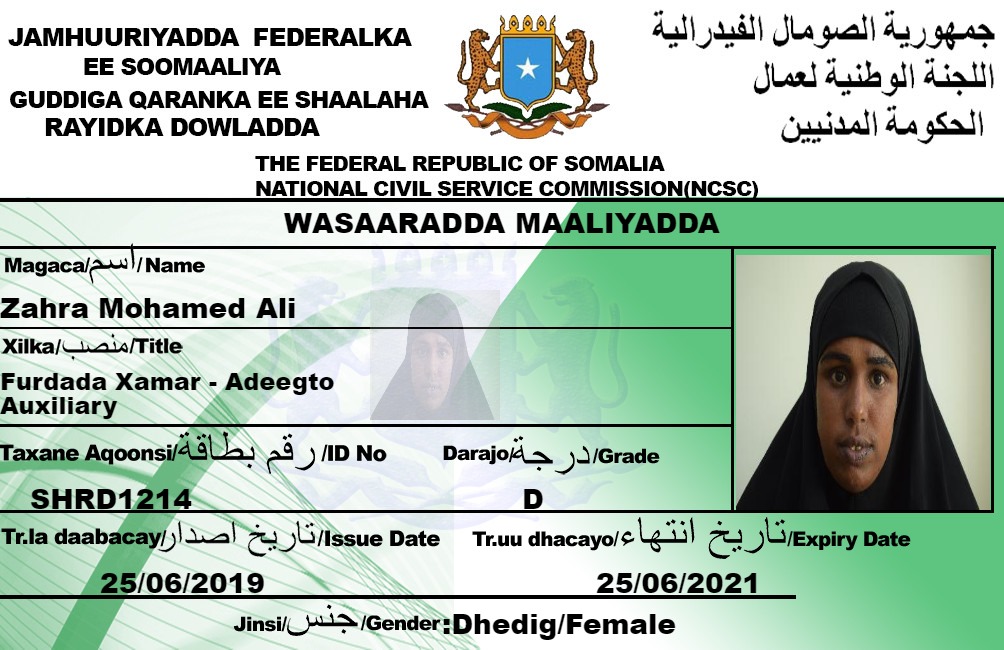 JAMHUURIYADDA FEDERALKA
EE SOOMAALIYA
GUDDIGA QARANKA EE SHAALAHA
RAYIDKA DOWLADDA
جمهورية الصومال الفيدرالية
اللجنة الوطنية لعمال
الحكومة المدنيين
THE FEDERAL REPUBLIC OF SOMALIA
NATIONAL CIVIL SERVICE COMMISSION(NCSC)
WASAARADDA MAALIYADDA
Magaca/اسم/Name
Zahra Mohamed Ali
Xilka/منصب/Title
Furdada Xamar - Adeegto
Auxiliary
Taxane Aqoonsi/رقم بطاقة/ID No Darajo/درجة/Grade
SHRD1214 D
Tr.la daabacay/تاريخ اصدار/Issue Date Tr.uu dhacayo/تاريخ انتهاء/Expiry Date
25/06/2019 25/06/2021
Jinsi/جنس/Gender:Dhedig/Female